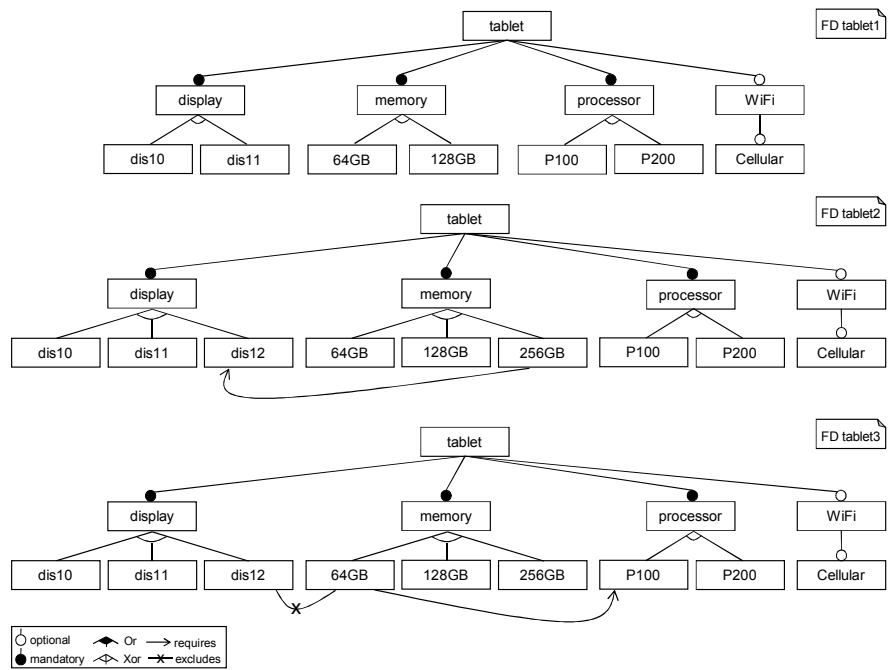 tablet
FD tablet1
display
memory
processor
WiFi
dis10
dis11
64GB
128GB
P100
P200
Cellular
tablet
FD tablet2
display
memory
processor
WiFi
dis10
dis11
dis12
64GB
128GB
256GB
P100
P200
Cellular
tablet
FD tablet3
display
memory
processor
WiFi
dis10
dis11
dis12
64GB
128GB
256GB
P100
P200
Cellular
optional
Or
requires
mandatory
Xor
excludes